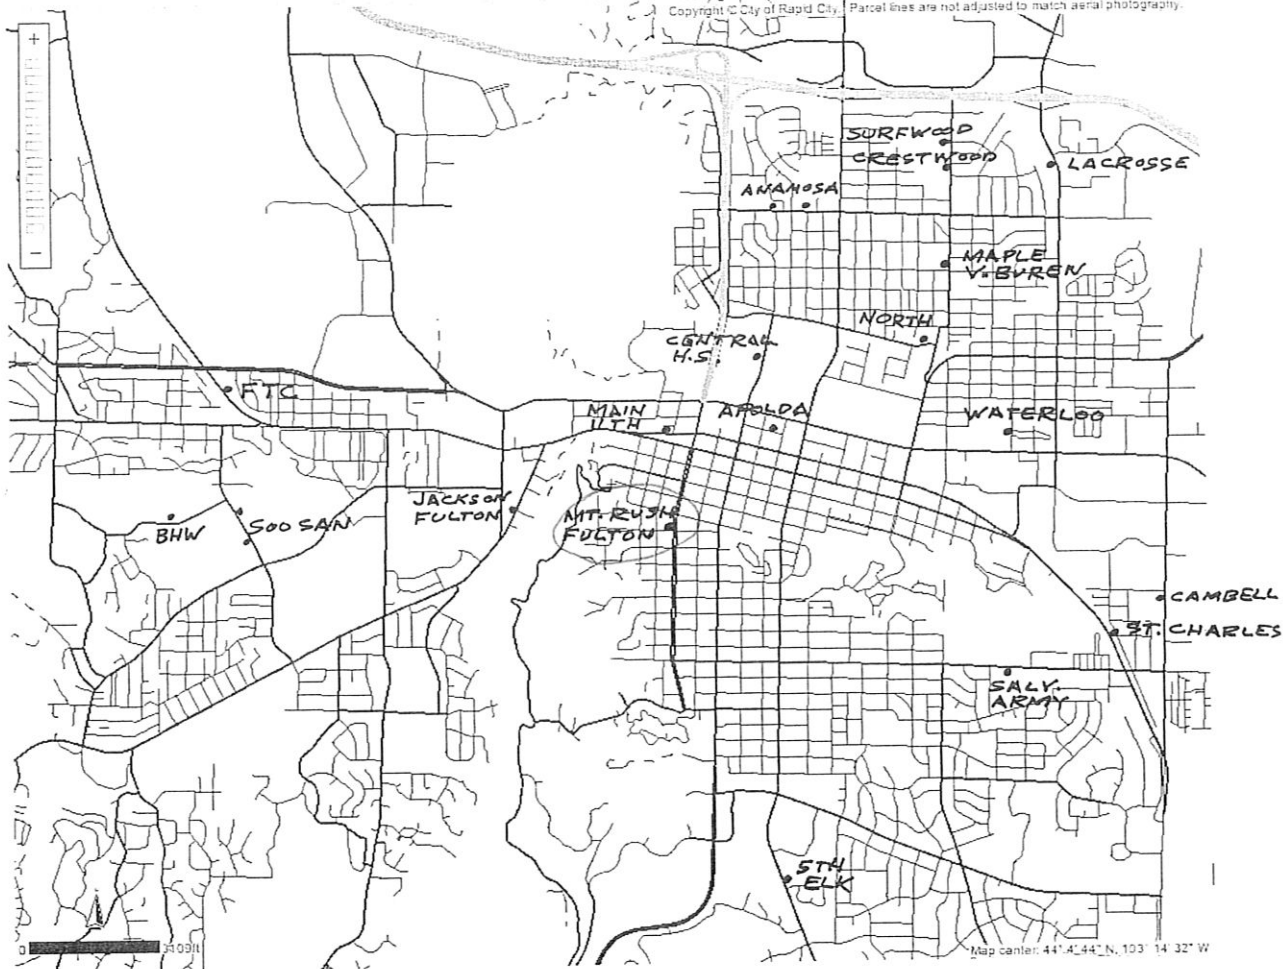 Copyright © City of Rapid City. Parcel lines are not adjusted to match aerial photography.
+
SURFWOOD
CRESTWOOD
LACROSSE
ANAMOSA
MAPLE
V. BUREN
NORTH
CENTRAL
H.S.
FTC
MAIN
11TH
APOLDA
WATERLOO
JACKSON
FULTON
MT. RUSH
FULTON
BHW
SOO SAN
CAMBELL
ST. CHARLES
SALV.
ARMY
5TH
ELK
-
0
3109ft
Map center: 44° 4' 44" N, 103° 14' 32" W